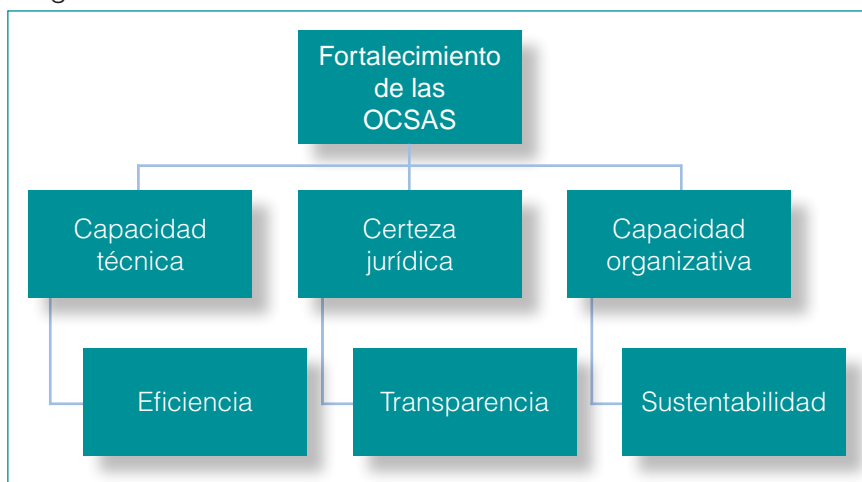 Fortalecimiento
de las
OCSAS
Capacidad
técnica
Certeza
jurídica
Capacidad
organizativa
Eficiencia
Transparencia
Sustentabilidad